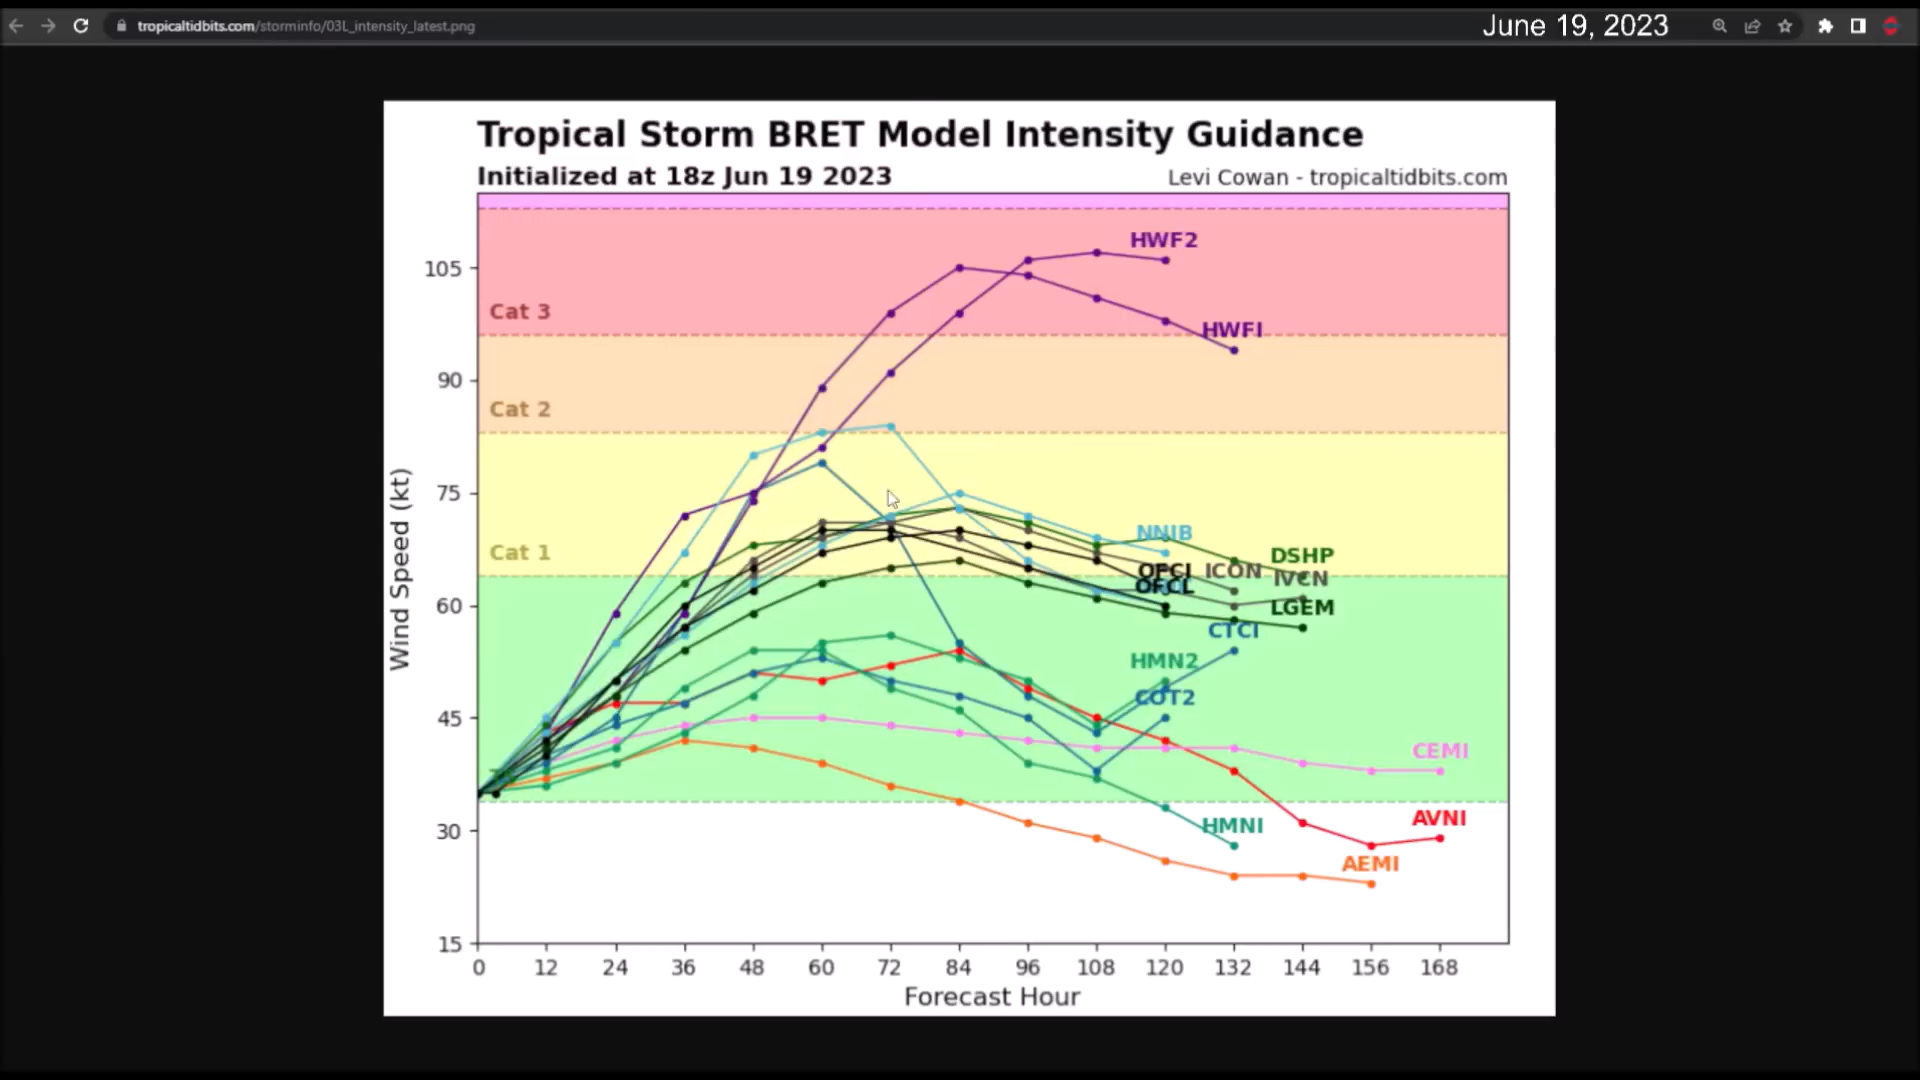 tropicaltidbits.com/storminfo/03L_intensity_latest.png
June 19, 2023
Tropical Storm BRET Model Intensity Guidance
Initialized at 18z Jun 19 2023
Levi Cowan - tropicaltidbits.com
HWF2
105
Cat 3
HWFI
90
Cat 2
75
NNIB
Cat 1
DSHP
OFCI
ICON
IVCN
OFCL
60
LGEM
CTCI
HMN2
COT2
45
CEMI
30
HMNI
AVNI
AEMI
15
Wind Speed (kt)
0 12 24 36 48 60 72 84 96 108 120 132 144 156 168
Forecast Hour